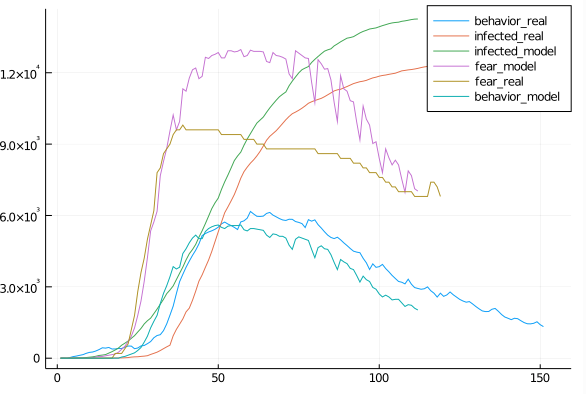 behavior_real
infected_real
infected_model
fear_model
fear_real
behavior_model
1.2×10⁴
9.0×10³
6.0×10³
3.0×10³
0
0 50 100 150